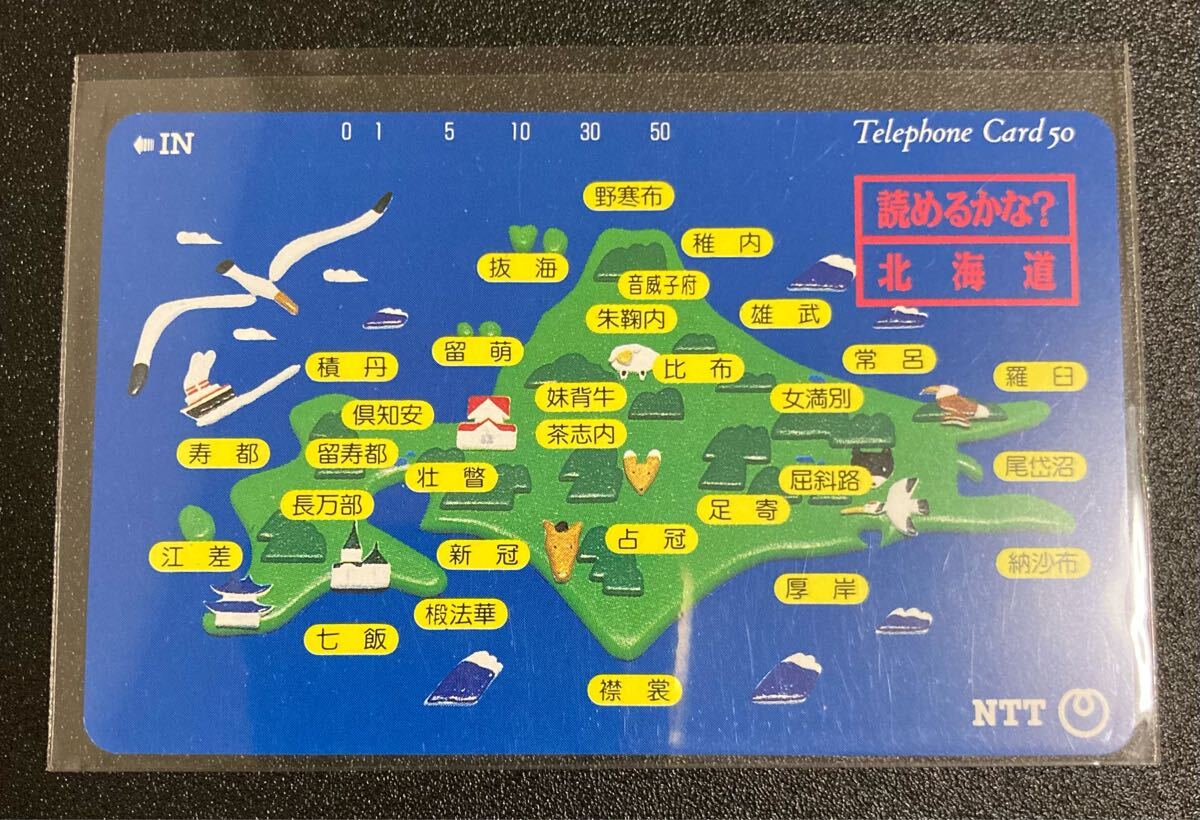 IN
0 1 5 10 30 50
Telephone Card 50
読めるかな?
北海道
野寒布
稚内
抜海
音威子府
雄武
朱鞠内
留萌
常呂
積丹
比布
羅臼
妹背牛
女満別
倶知安
茶志内
寿都
留寿都
壮瞥
屈斜路
尾岱沼
長万部
足寄
占冠
江差
新冠
納沙布
厚岸
椴法華
七飯
襟裳
NTT